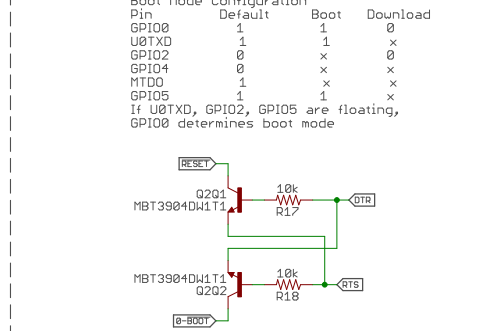 Boot Mode Configuration
Pin Default Boot Download
GPIO0 1 1 0
U0TXD 1 1 x
GPIO2 0 x 0
GPIO4 0 x x
MTDO 1 x x
GPIO5 1 1 x
If U0TXD, GPIO2, GPIO5 are floating,
GPIO0 determines boot mode
RESET
Q2Q1
MBT3904DW1T1
10k
R17
DTR
MBT3904DW1T1
Q2Q2
10k
R18
RTS
0-BOOT